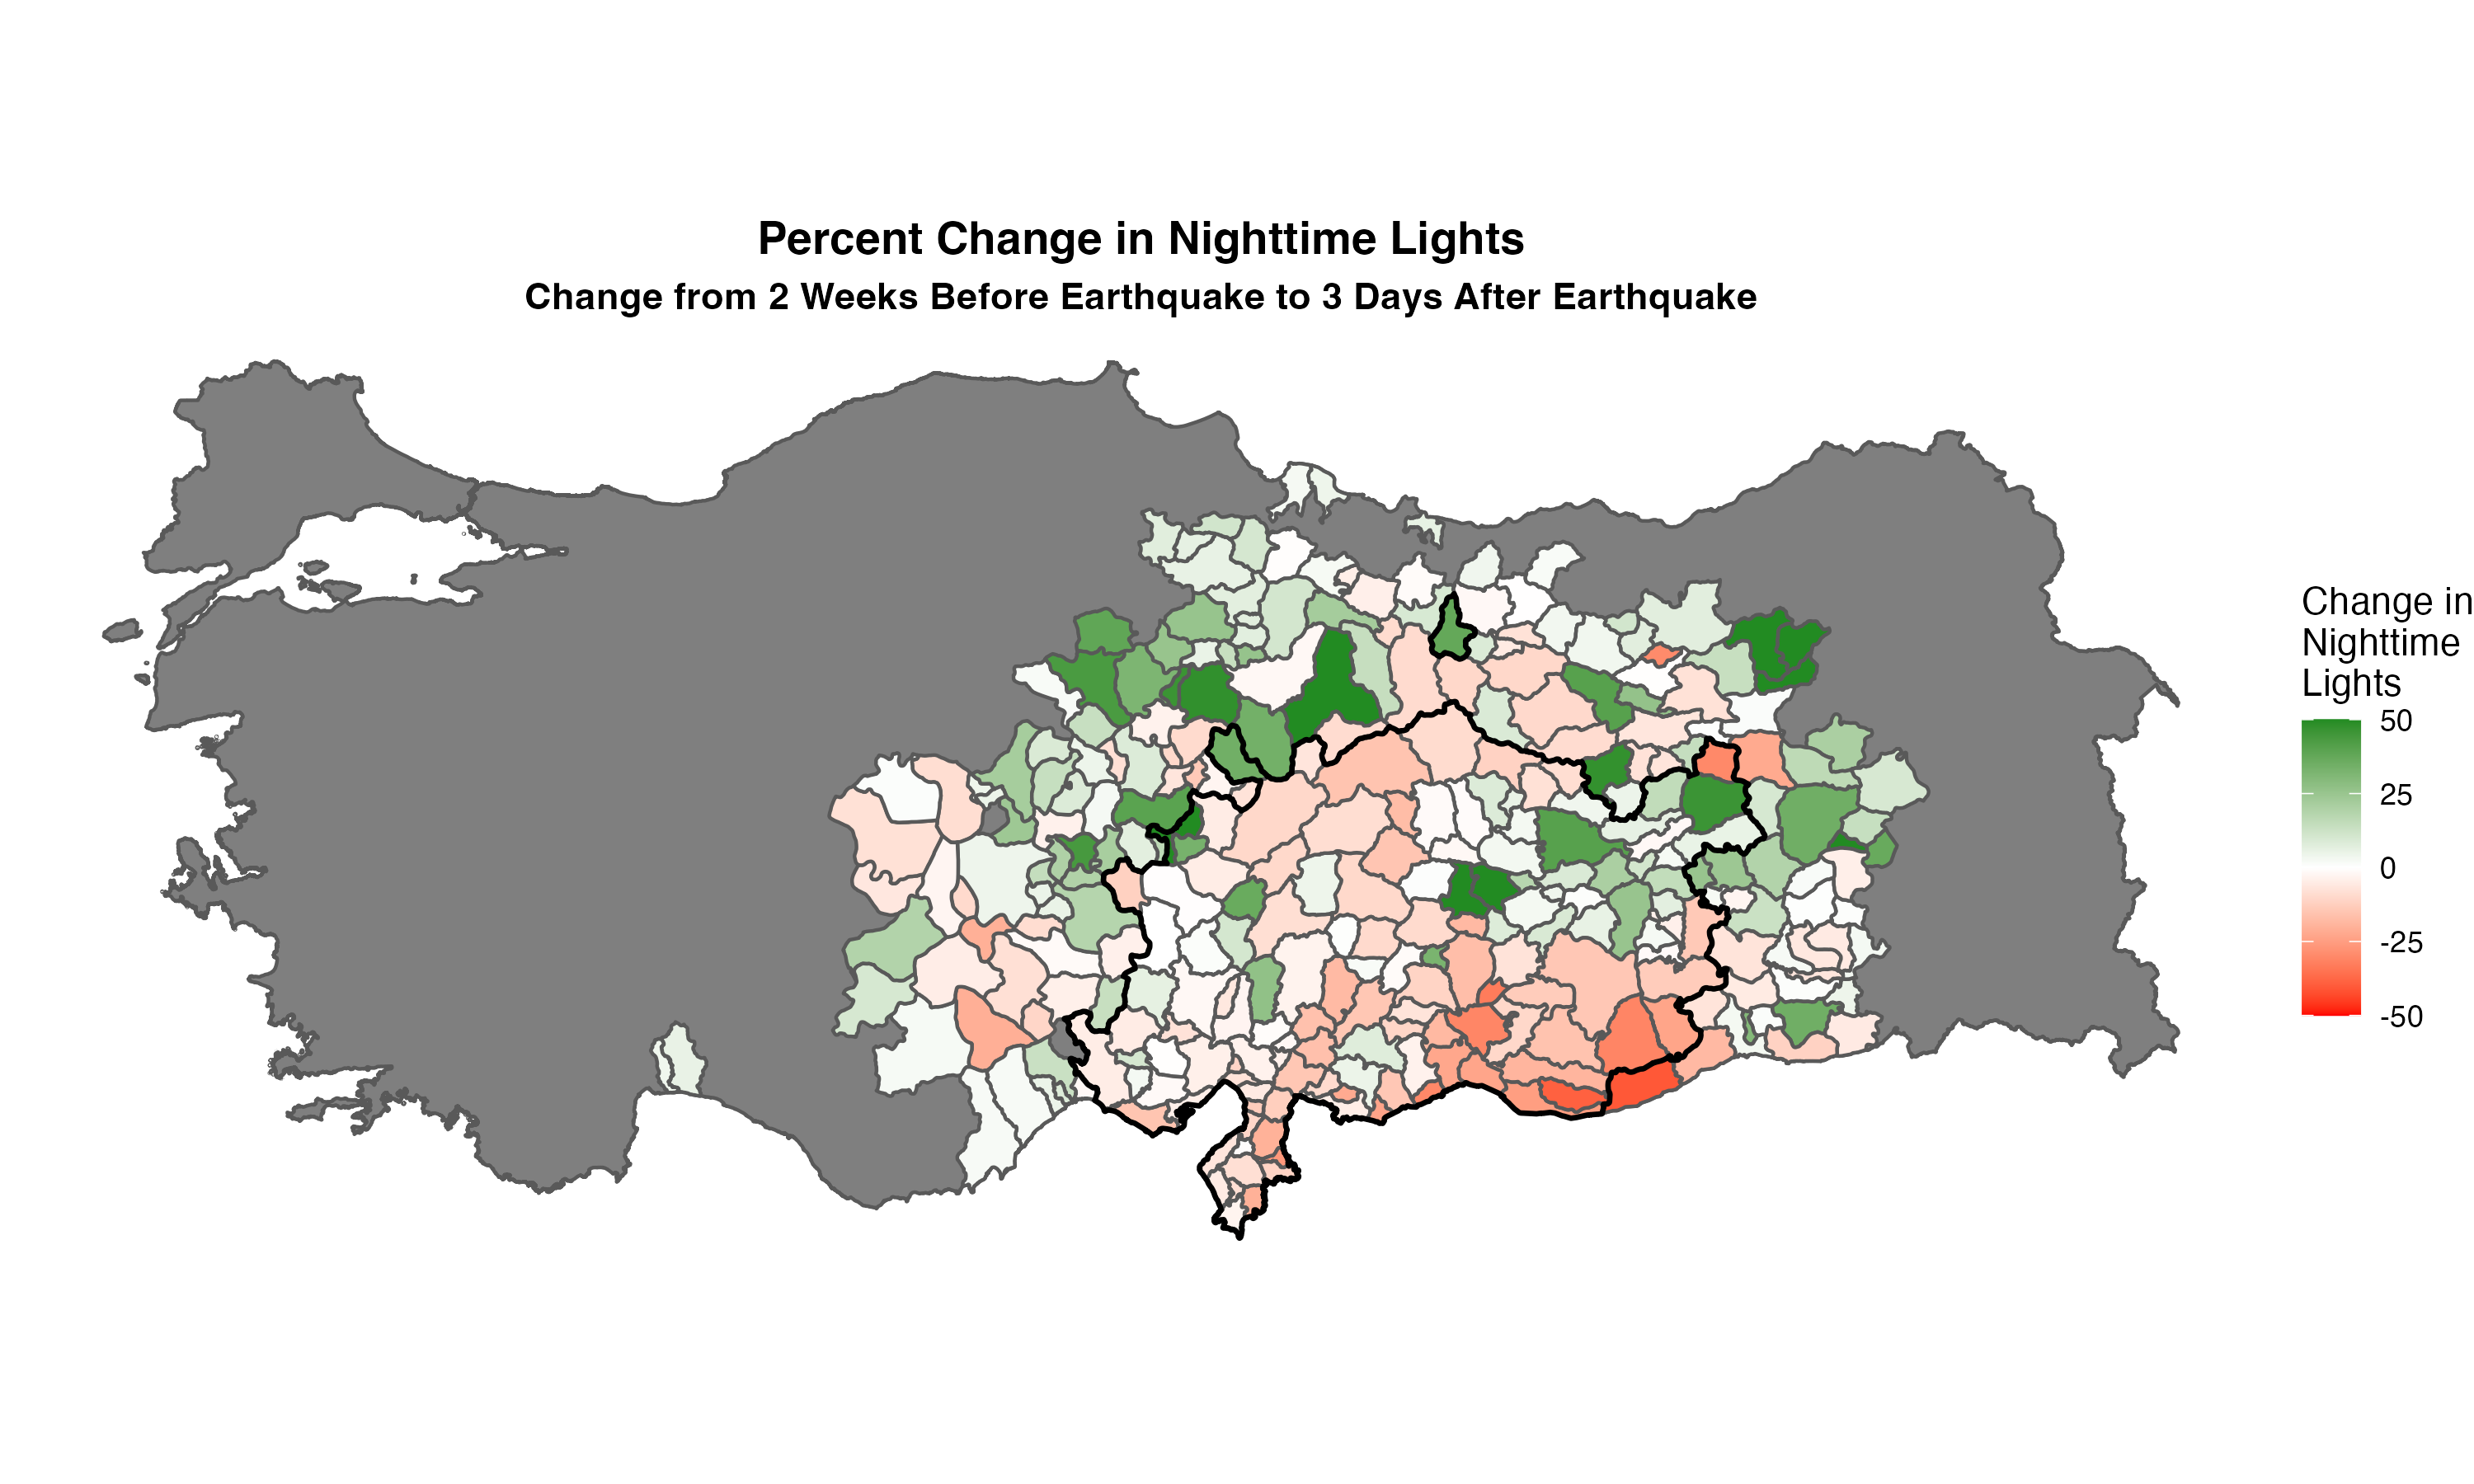 Percent Change in Nighttime Lights
Change from 2 Weeks Before Earthquake to 3 Days After Earthquake
Change in
Nighttime
Lights
50
25
0
-25
-50